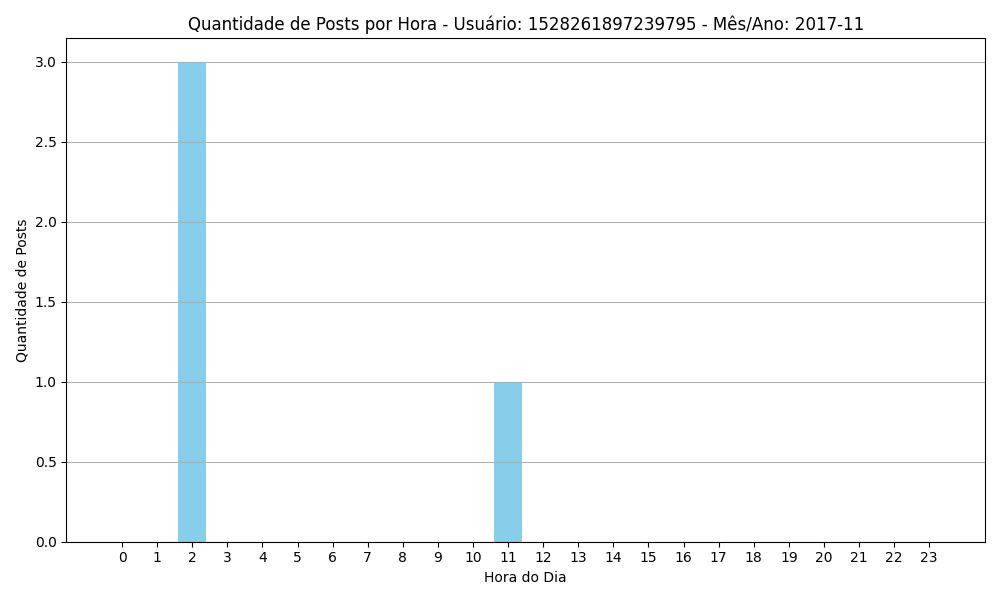 Quantidade de Posts por Hora - Usuário: 1528261897239795 - Mês/Ano: 2017-11
Quantidade de Posts
3.0
2.5
2.0
1.5
1.0
0.5
0.0
0 1 2 3 4 5 6 7 8 9 10 11 12 13 14 15 16 17 18 19 20 21 22 23
Hora do Dia